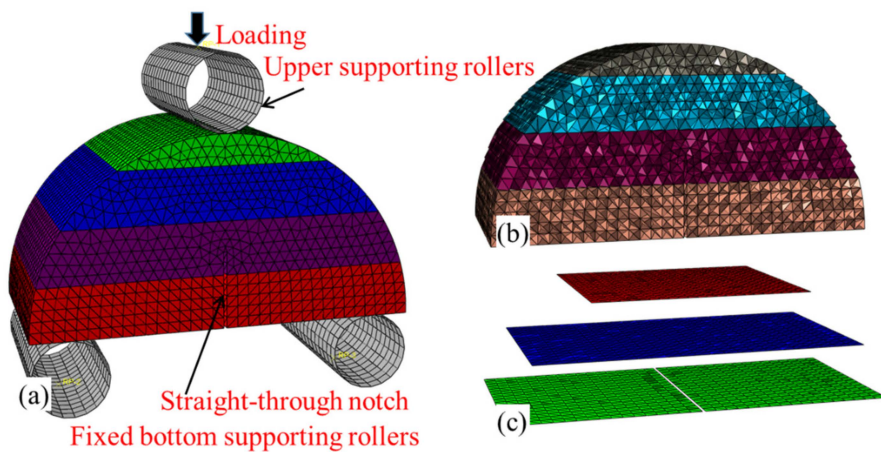 Loading
Upper supporting rollers
(a)
Straight-through notch
Fixed bottom supporting rollers
(b)
(c)